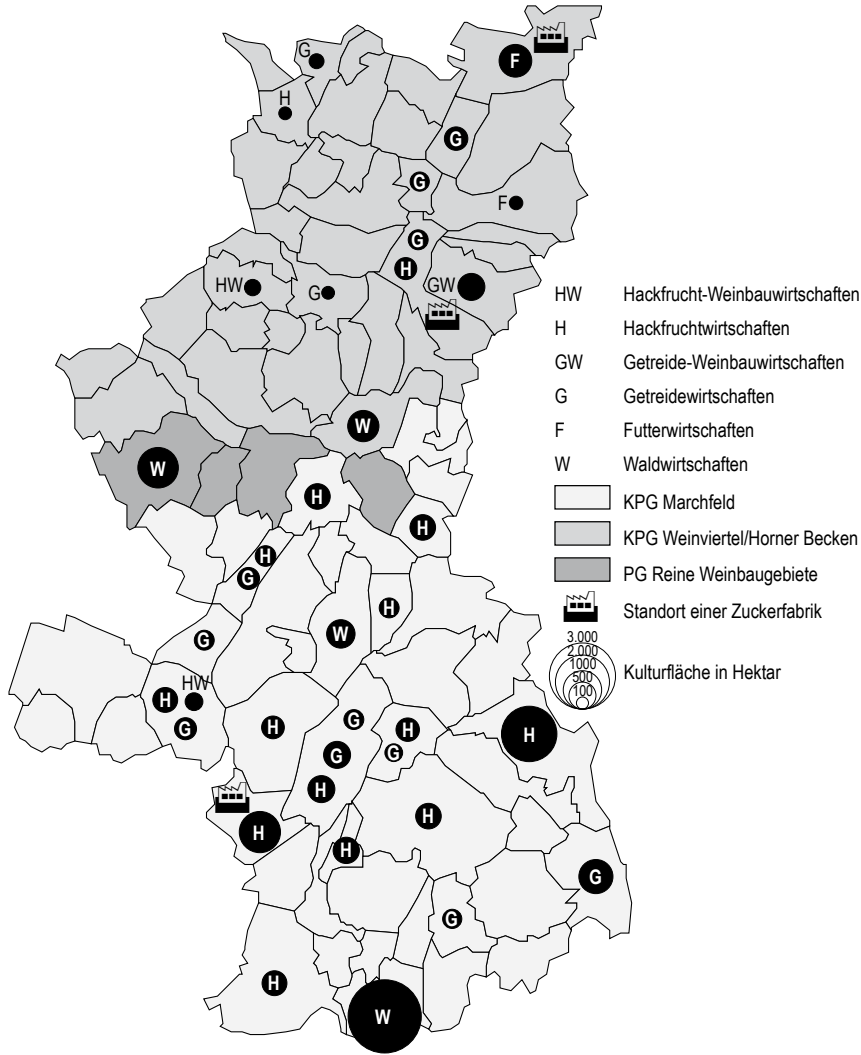 G
F
H
G
G
F
G
H
GW
HW
G
W
W
H
H
H
G
H
W
G
HW
H
G
H
G
G
H
H
G
H
H
H
H
G
G
H
W
HW Hackfrucht-Weinbauwirtschaften
H Hackfruchtwirtschaften
GW Getreide-Weinbauwirtschaften
G Getreidewirtschaften
F Futterwirtschaften
W Waldwirtschaften
KPG Marchfeld
KPG Weinviertel/Horner Becken
PG Reine Weinbaugebiete
Standort einer Zuckerfabrik
3.000
2.000
1000
500
100
Kulturfläche in Hektar